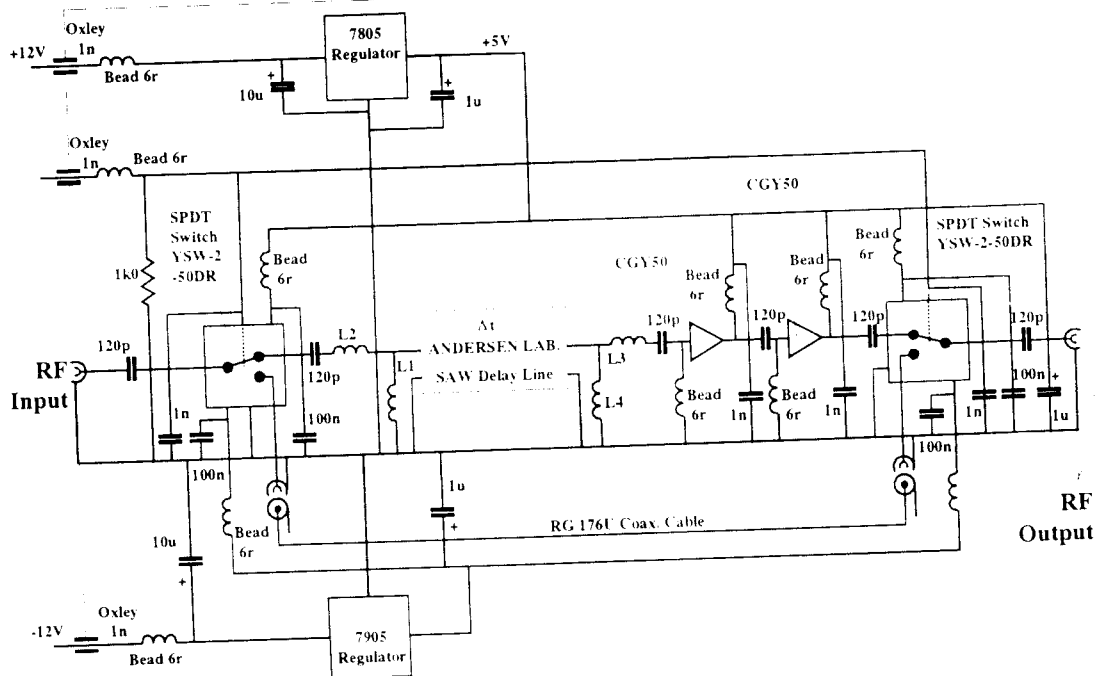 Oxley
1n
+12V
Bead 6r
7805
Regulator
+5V
10u
+
1u
+
Oxley
1n
Bead 6r
CGY50
SPDT
Switch
YSW-2
-50DR
1k0
Bead
6r
CGY50
Bead
6r
Bead
6r
Bead
6r
SPDT Switch
YSW-2-50DR
RF
Input
120p
L2
120p
L1
At
ANDERSEN LAB.
SAW Delay Line
L3
L4
120p
120p
120p
120p
1n
100n
100n
Bead
6r
1n
Bead
6r
1n
1n
100n
100n
+
1u
RF
Output
10u
+
Bead
6r
1u
+
RG 176U Coax. Cable
-12V
Oxley
1n
Bead 6r
7905
Regulator